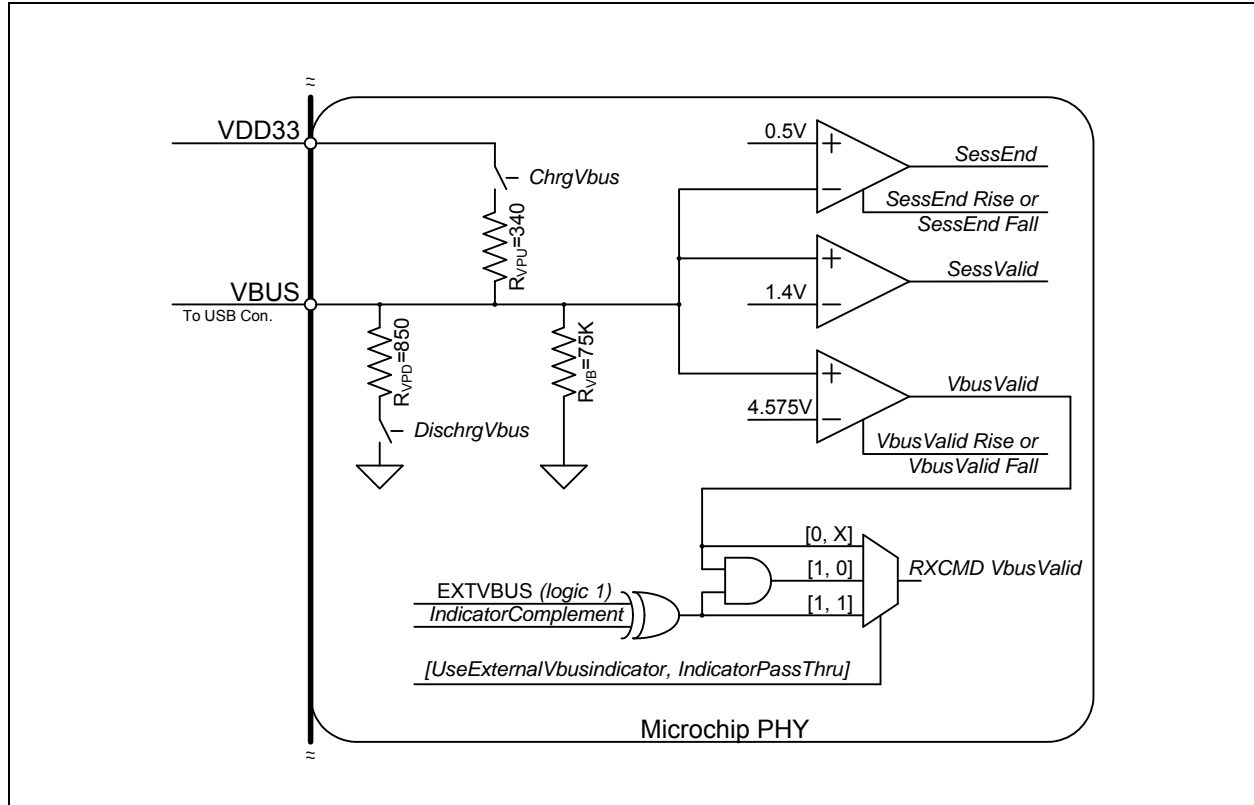 ≈
VDD33
ChrgVbus
RVPU=340
VBUS
To USB Con.
RVPD=850
DischrgVbus
RVB=75K
0.5V
SessEnd
SessEnd Rise or
SessEnd Fall
SessValid
1.4V
VbusValid
4.575V
VbusValid Rise or
VbusValid Fall
[0, X]
[1, 0]
RXCMD VbusValid
EXTVBUS (logic 1)
IndicatorComplement
[1, 1]
[UseExternalVbusindicator, IndicatorPassThru]
Microchip PHY
≈